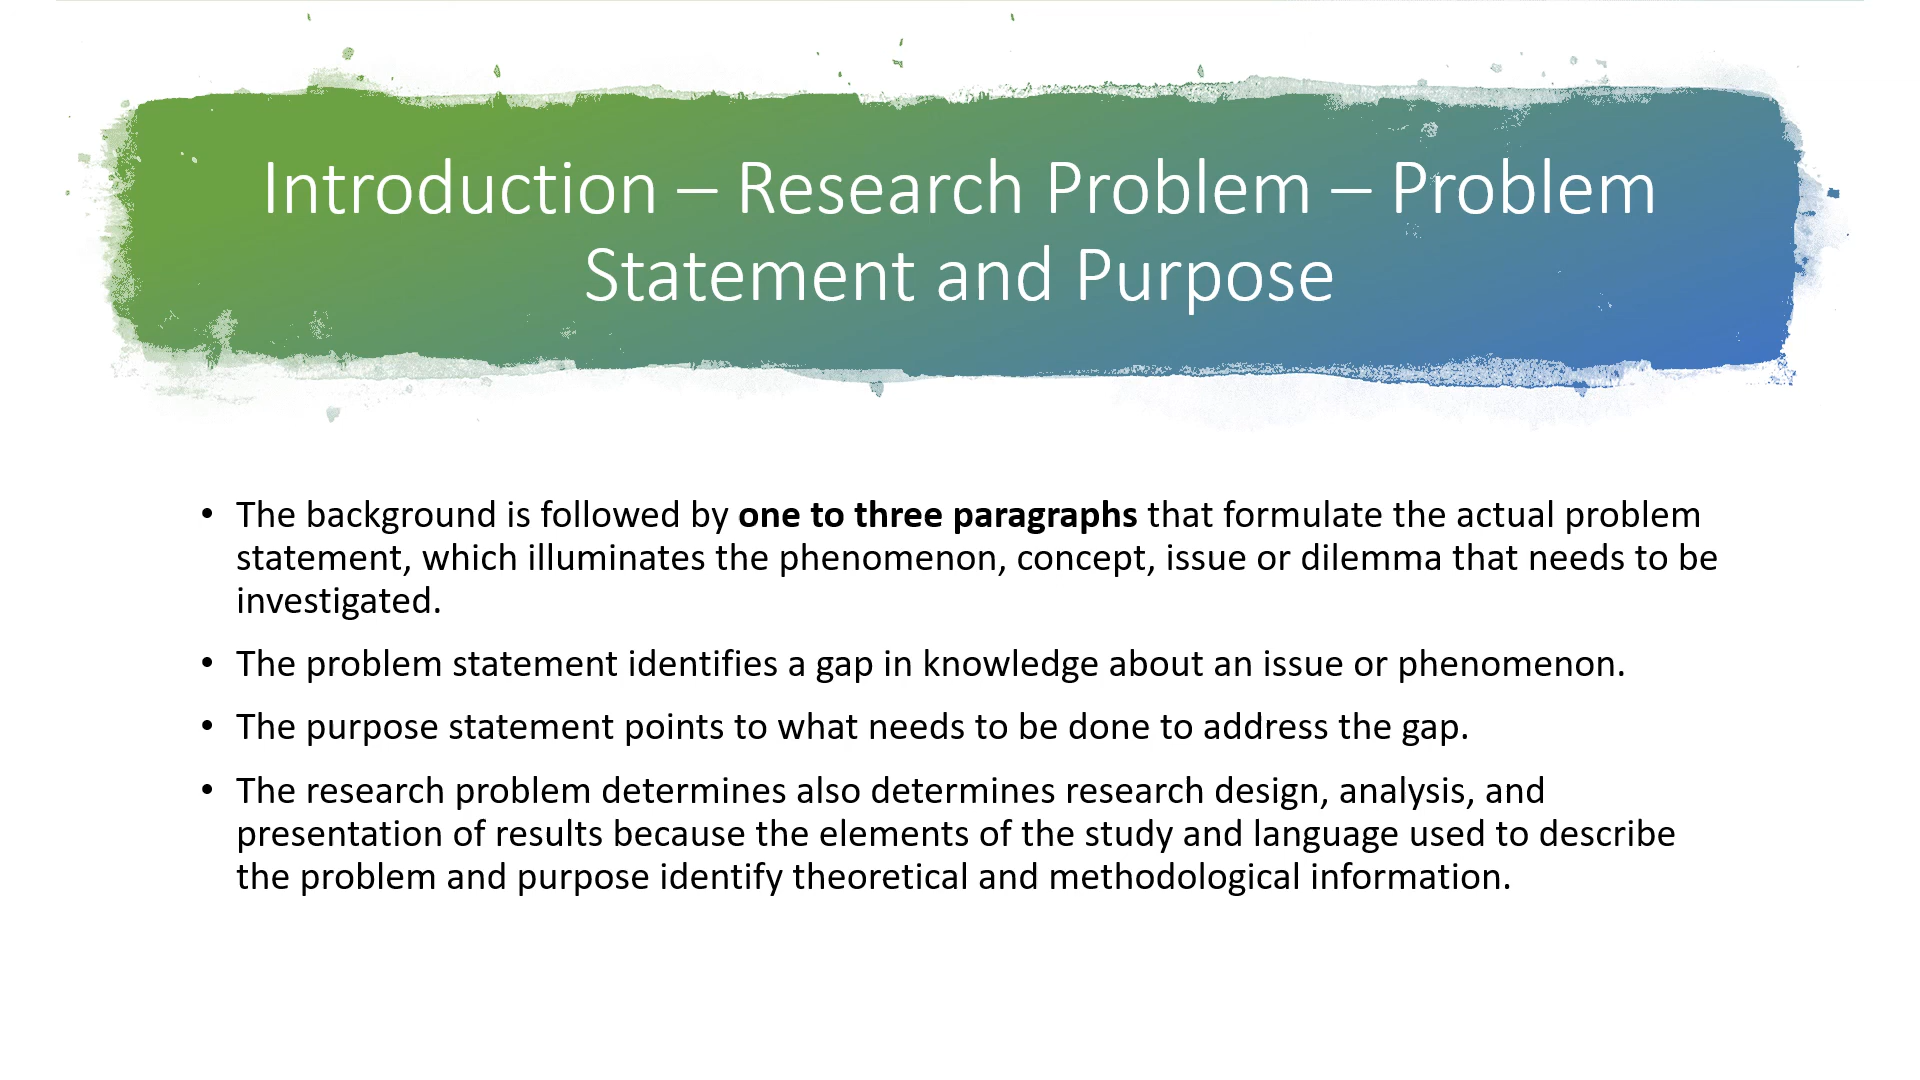 Introduction – Research Problem – Problem
Statement and Purpose
• The background is followed by one to three paragraphs that formulate the actual problem
statement, which illuminates the phenomenon, concept, issue or dilemma that needs to be
investigated.
• The problem statement identifies a gap in knowledge about an issue or phenomenon.
• The purpose statement points to what needs to be done to address the gap.
• The research problem determines also determines research design, analysis, and
presentation of results because the elements of the study and language used to describe
the problem and purpose identify theoretical and methodological information.